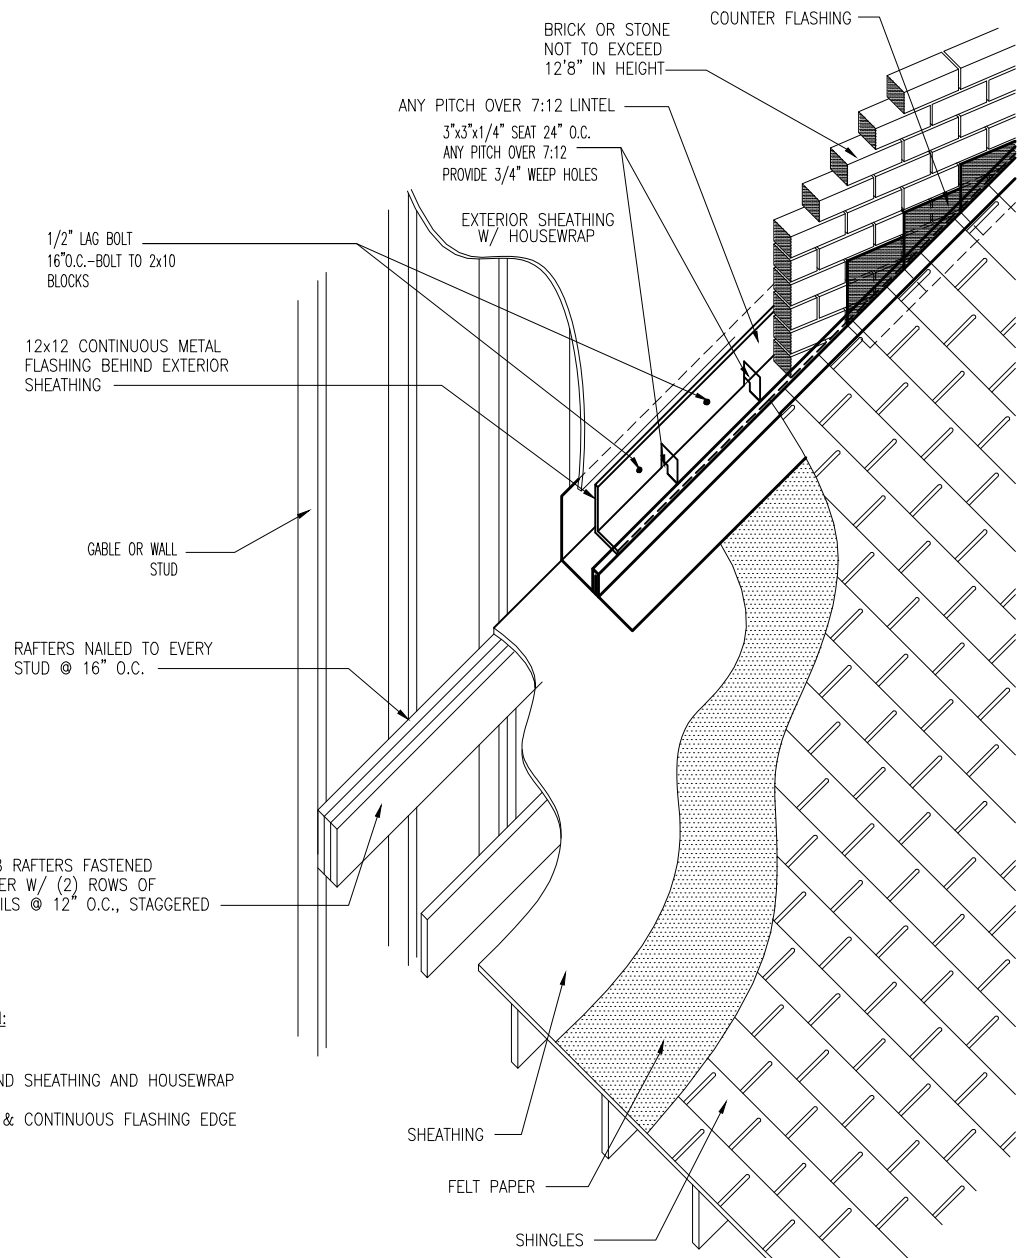 COUNTER FLASHING
BRICK OR STONE
NOT TO EXCEED
12'8" IN HEIGHT
ANY PITCH OVER 7:12 LINTEL
3"x3"x1/4" SEAT 24" O.C.
ANY PITCH OVER 7:12
PROVIDE 3/4" WEEP HOLES
EXTERIOR SHEATHING
W/ HOUSEWRAP
1/2" LAG BOLT
16"O.C.-BOLT TO 2x10
BLOCKS
12x12 CONTINUOUS METAL
FLASHING BEHIND EXTERIOR
SHEATHING
GABLE OR WALL
STUD
RAFTERS NAILED TO EVERY
STUD @ 16" O.C.
RAFTERS FASTENED
W/ (2) ROWS OF
@ 12" O.C., STAGGERED
SHEATHING AND HOUSEWRAP
& CONTINUOUS FLASHING EDGE
SHEATHING
FELT PAPER
SHINGLES